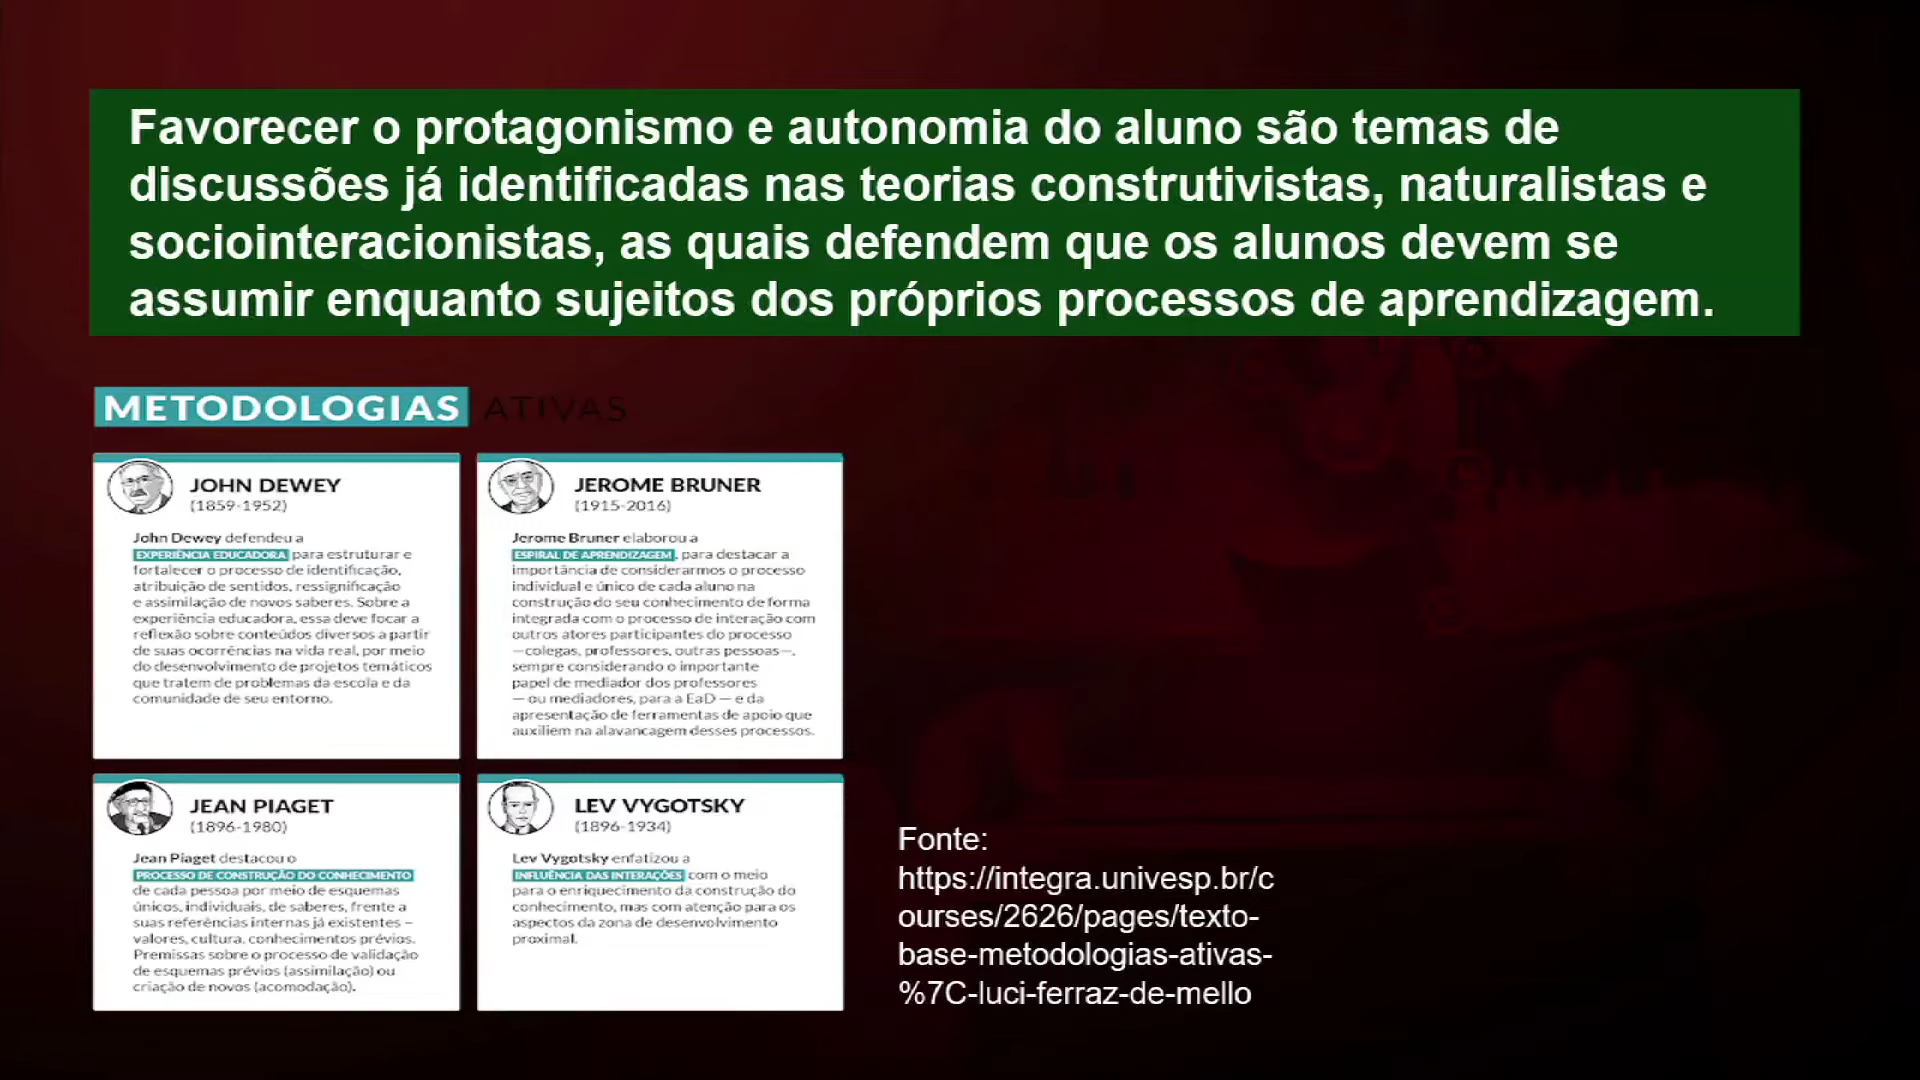 Favorecer o protagonismo e autonomia do aluno são temas de
discussões já identificadas nas teorias construtivistas, naturalistas e
sociointeracionistas, as quais defendem que os alunos devem se
assumir enquanto sujeitos dos próprios processos de aprendizagem.
METODOLOGIAS ATIVAS
JOHN DEWEY
(1859-1952)
John Dewey defendeu a
EXPERIÊNCIA EDUCADORA para estruturar e
fortalecer o processo de identificação,
atribuição de sentidos, ressignificação
e assimilação de novos saberes. Sobre a
experiência educadora, essa deve focar a
reflexão sobre conteúdos diversos a partir
de suas ocorrências na vida real, por meio
do desenvolvimento de projetos temáticos
que tratem de problemas da escola e da
comunidade de seu entorno.
JEROME BRUNER
(1915-2016)
Jerome Bruner elaborou a
ESPIRAL DE APRENDIZAGEM, para destacar a
importância de considerarmos o processo
individual e único de cada aluno na
construção do seu conhecimento de forma
integrada com o processo de interação com
outros atores participantes do processo
—colegas, professores, outras pessoas—,
sempre considerando o importante
papel de mediador dos professores
— ou mediadores, para a EaD — e da
apresentação de ferramentas de apoio que
auxiliem na alavancagem desses processos.
JEAN PIAGET
(1896-1980)
Jean Piaget destacou o
PROCESSO DE CONSTRUÇÃO DO CONHECIMENTO
de cada pessoa por meio de esquemas
únicos, individuais, de saberes, frente a
suas referências internas já existentes –
valores, cultura, conhecimentos prévios.
Premissas sobre o processo de validação
de esquemas prévios (assimilação) ou
criação de novos (acomodação).
LEV VYGOTSKY
(1896-1934)
Lev Vygotsky enfatizou a
INFLUÊNCIA DAS INTERAÇÕES com o meio
para o enriquecimento da construção do
conhecimento, mas com atenção para os
aspectos da zona de desenvolvimento
proximal.
Fonte:
https://integra.univesp.br/c
ourses/2626/pages/texto-
base-metodologias-ativas-
%7C-luci-ferraz-de-mello